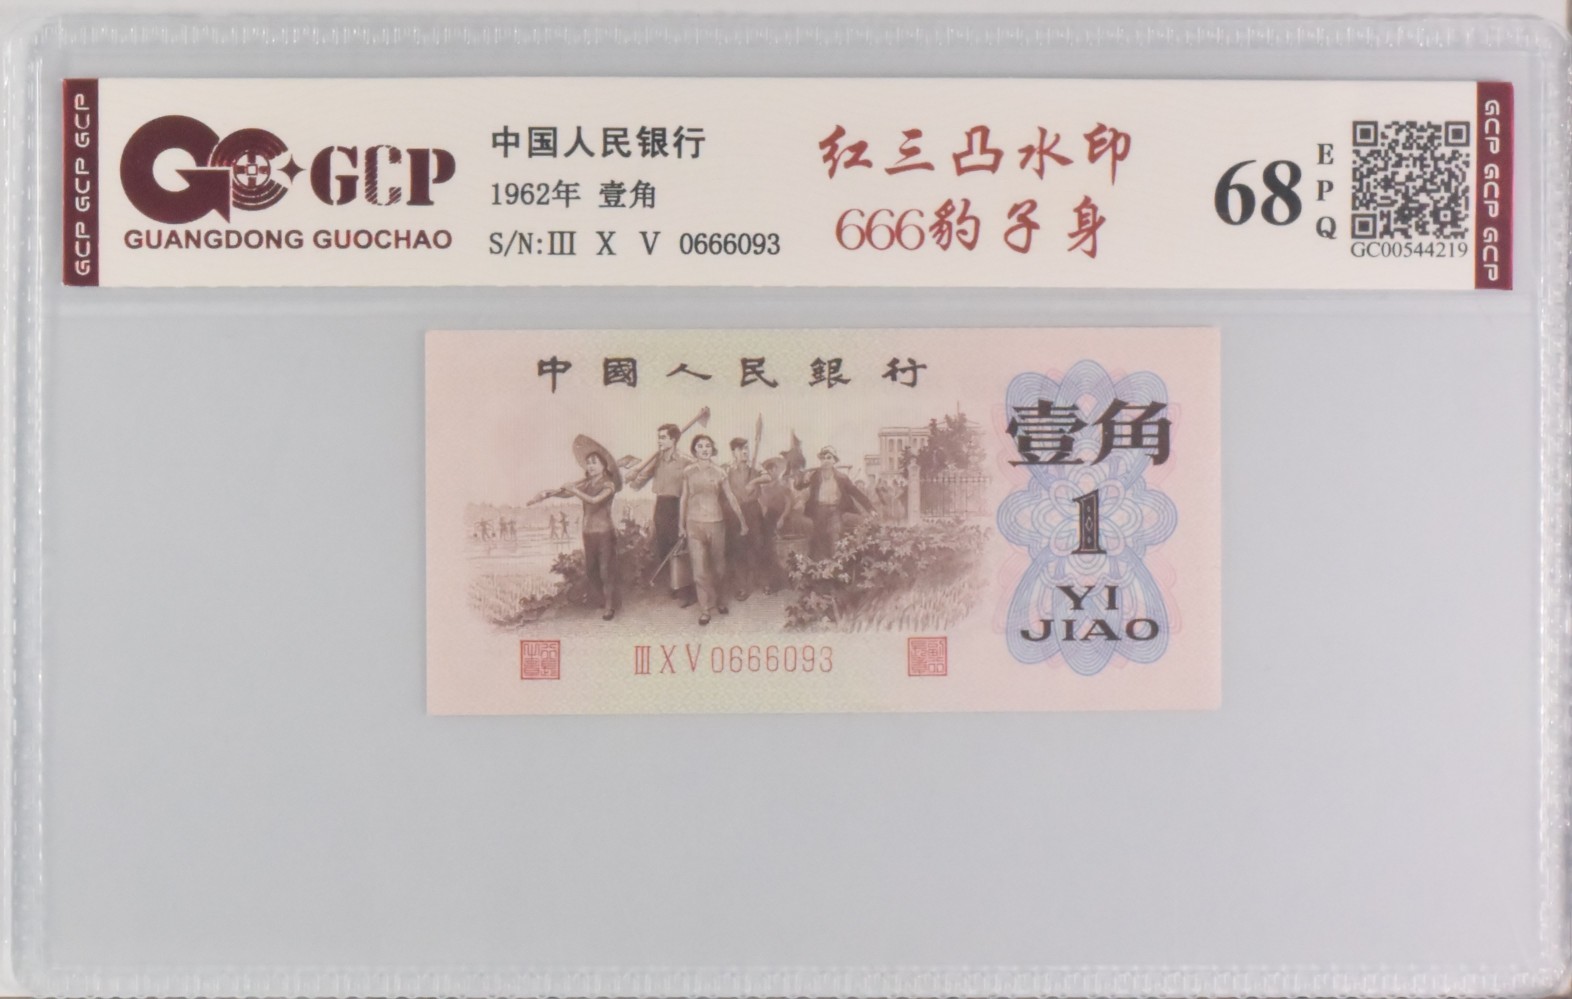 GCP GCP GCP
GCP
GUANGDONG GUOCHAO
中国人民银行
1962年 壹角
S/N:Ⅲ X V 0666093
红三凸水印
666豹子身
68
EPQ
GC00544219
GCP GCP GCP
中國人民銀行
壹角
1
YI
JIAO
ⅢXV0666093